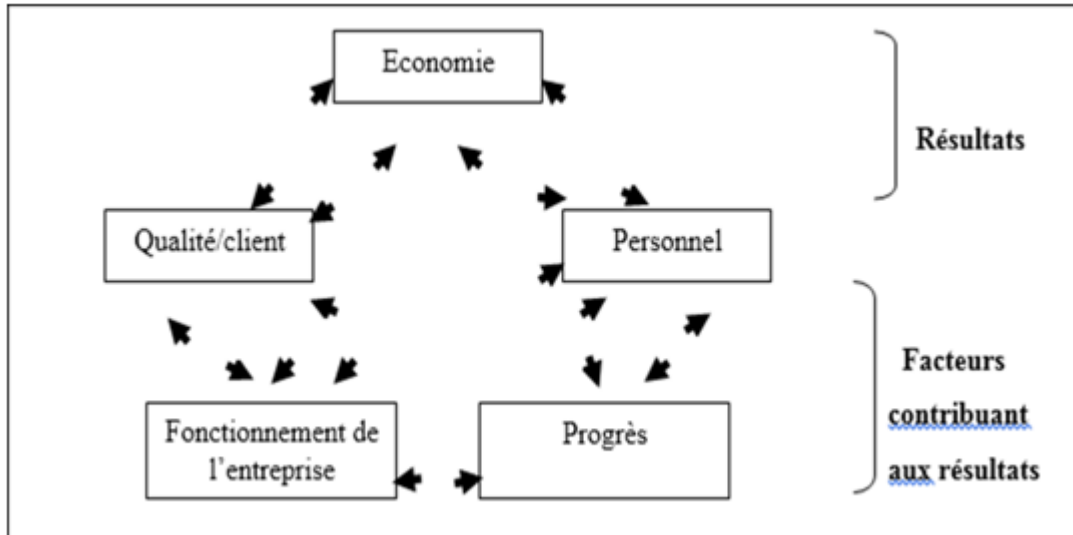 Economie
Résultats
Qualité/client
Personnel
Fonctionnement de
l’entreprise
Progrès
Facteurs
contribuant
aux résultats